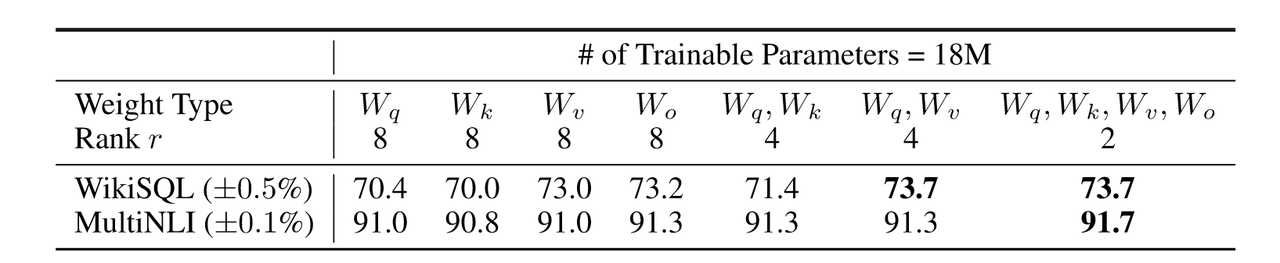 # of Trainable Parameters = 18M
Weight Type W_q W_k W_v W_o W_q, W_k W_q, W_v W_q, W_k, W_v, W_o
Rank r 8 8 8 8 4 4 2
WikiSQL (±0.5%) 70.4 70.0 73.0 73.2 71.4 73.7 73.7
MultiNLI (±0.1%) 91.0 90.8 91.0 91.3 91.3 91.3 91.7